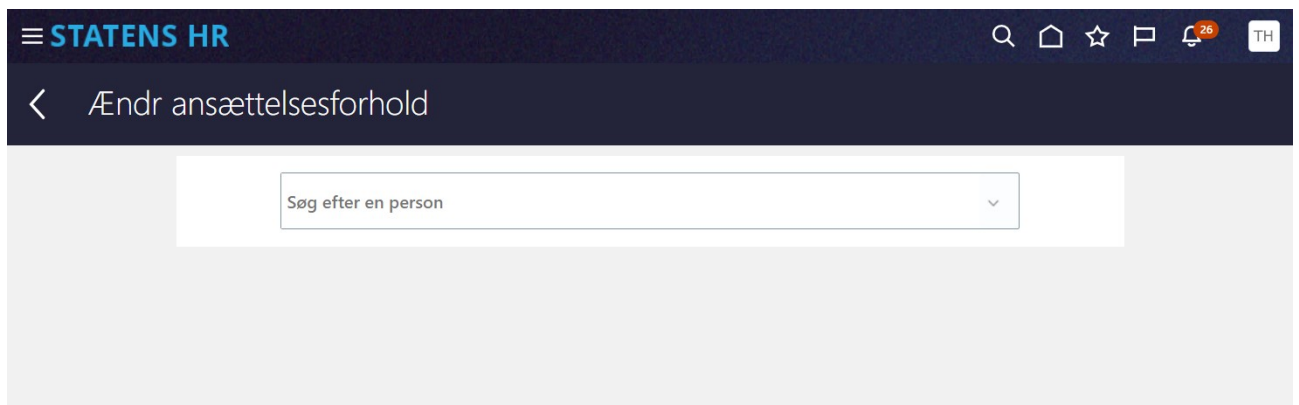 STATENS HR
26
TH
Ændr ansættelsesforhold
Søg efter en person